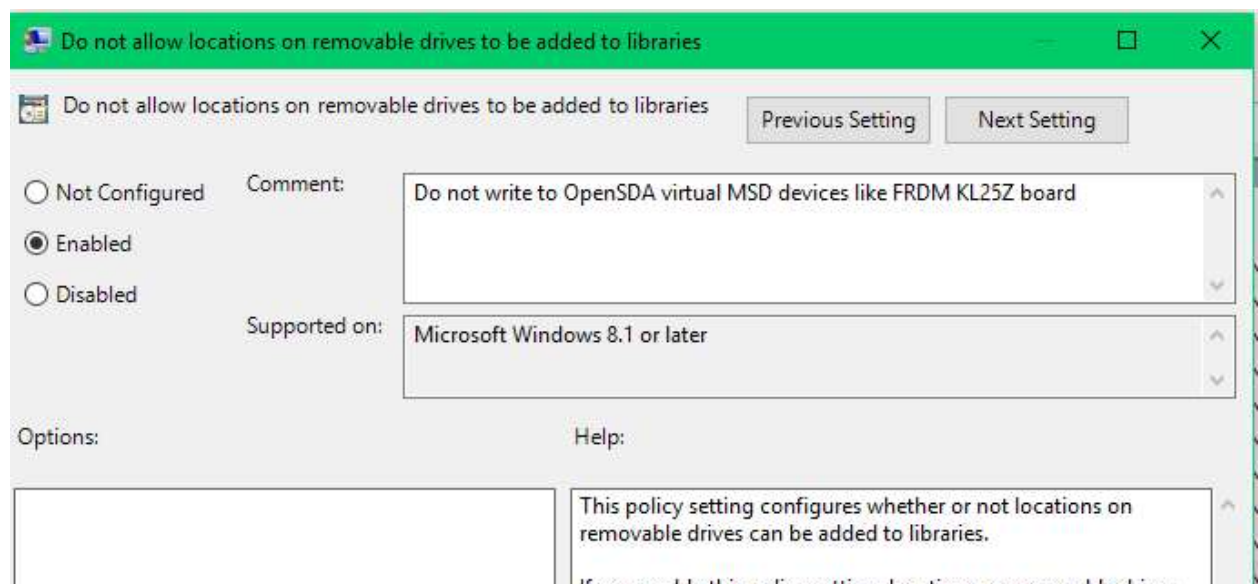 Do not allow locations on removable drives to be added to libraries
Do not allow locations on removable drives to be added to libraries
Previous Setting
Next Setting
Not Configured
Comment:
Do not write to OpenSDA virtual MSD devices like FRDM KL25Z board
Enabled
Disabled
Supported on:
Microsoft Windows 8.1 or later
Options:
Help:
This policy setting configures whether or not locations on
removable drives can be added to libraries.